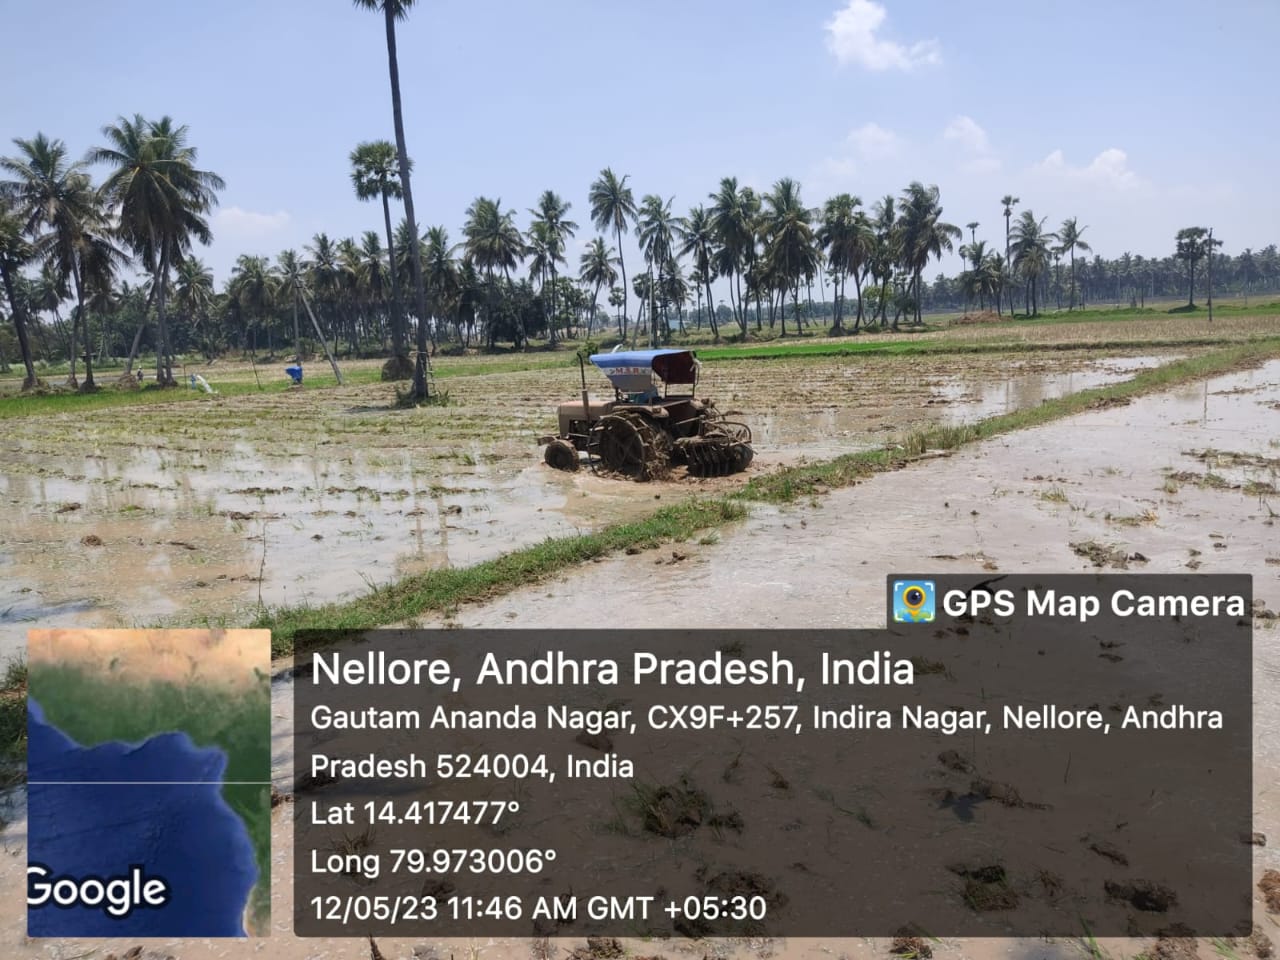 M.S.R
GPS Map Camera
Nellore, Andhra Pradesh, India
Gautam Ananda Nagar, CX9F+257, Indira Nagar, Nellore, Andhra
Pradesh 524004, India
Lat 14.417477°
Long 79.973006°
12/05/23 11:46 AM GMT +05:30
Google